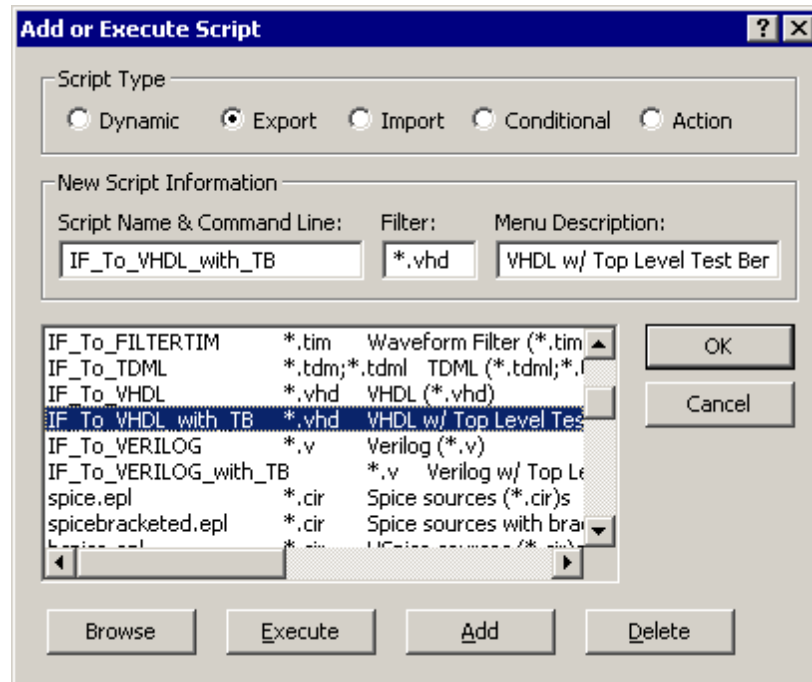 Add or Execute Script
Script Type
Dynamic Export Import Conditional Action
New Script Information
Script Name & Command Line: Filter: Menu Description:
IF_To_VHDL_with_TB *.vhd VHDL w/ Top Level Test Ber
IF_To_FILTERTIM *.tim Waveform Filter (*.tim
IF_To_TDML *.tdm;*.tdml TDML (*.tdml;*.
IF_To_VHDL *.vhd VHDL (*.vhd)
IF_To_VHDL_with_TB *.vhd VHDL w/ Top Level Tes
IF_To_VERILOG *.v Verilog (*.v)
IF_To_VERILOG_with_TB *.v Verilog w/ Top Le
spice.epl *.cir Spice sources (*.cir)s
spicebracketed.epl *.cir Spice sources with bra
OK
Cancel
Browse Execute Add Delete